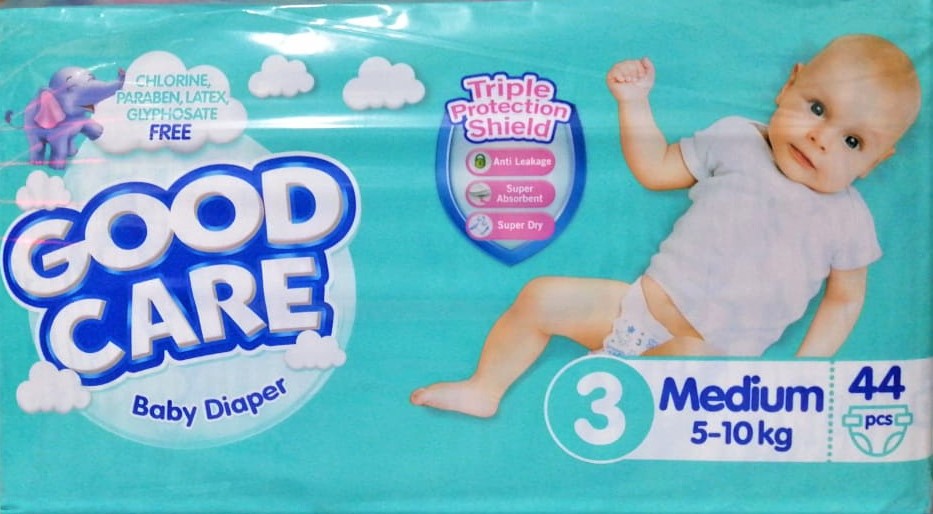 CHLORINE,
PARABEN, LATEX,
GLYPHOSATE
FREE
GOOD
CARE
Baby Diaper
Triple
Protection
Shield
Anti Leakage
Super
Absorbent
Super Dry
3
Medium
5-10 kg
44
pcs